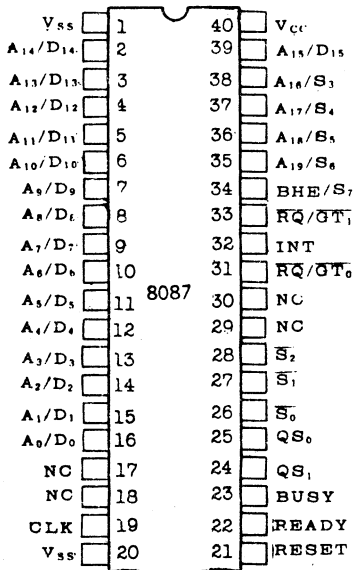 Vss 1 40 Vcc
A14/D14 2 39 A15/D15
A13/D13 3 38 A16/S3
A12/D12 4 37 A17/S4
A11/D11 5 36 A18/S5
A10/D10 6 35 A19/S6
A9/D9 7 34 BHE/S7
A8/D8 8 33 RQ/GT1
A7/D7 9 32 INT
A6/D6 10 31 RQ/GT0
8087
A5/D5 11 30 NC
A4/D4 12 29 NC
A3/D3 13 28 S2
A2/D2 14 27 S1
A1/D1 15 26 S0
A0/D0 16 25 QS0
NC 17 24 QS1
NC 18 23 BUSY
CLK 19 22 READY
Vss 20 21 RESET